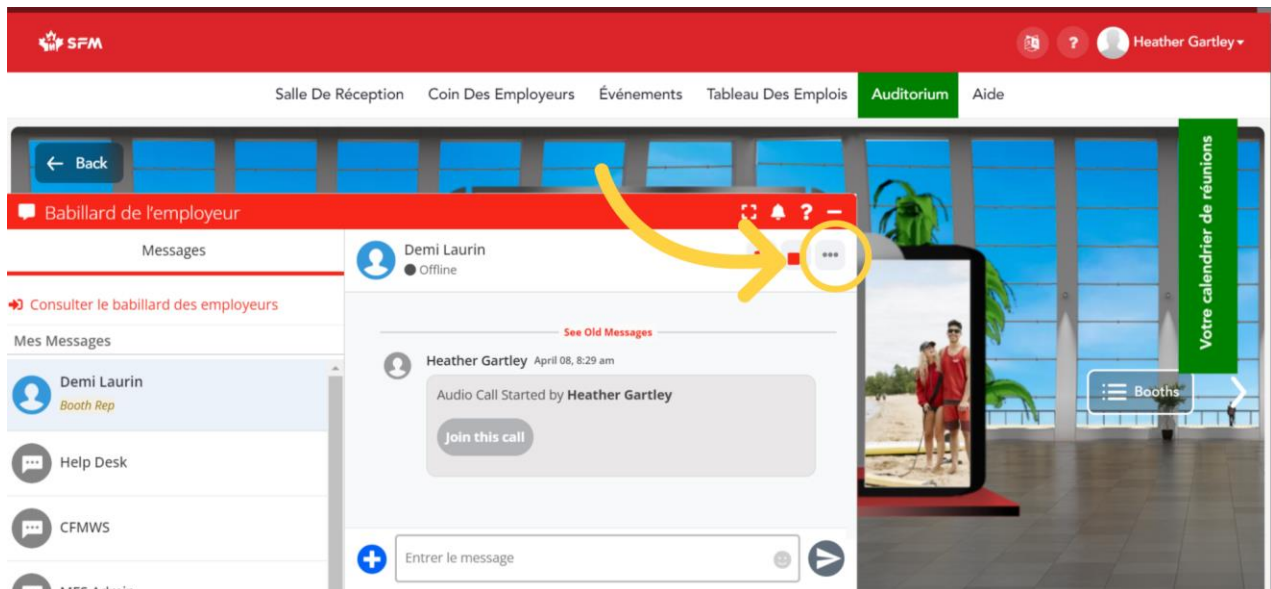 SFM
?
Heather Gartley
Salle De Réception
Coin Des Employeurs
Événements
Tableau Des Emplois
Auditorium
Aide
← Back
Votre calendrier de réunions
Babillard de l'employeur
?
Messages
Consulter le babillard des employeurs
Mes Messages
Demi Laurin
Booth Rep
Help Desk
CFMWS
Demi Laurin
Offline
See Old Messages
Heather Gartley April 08, 8:29 am
Audio Call Started by Heather Gartley
Join this call
Entrer le message
Booths